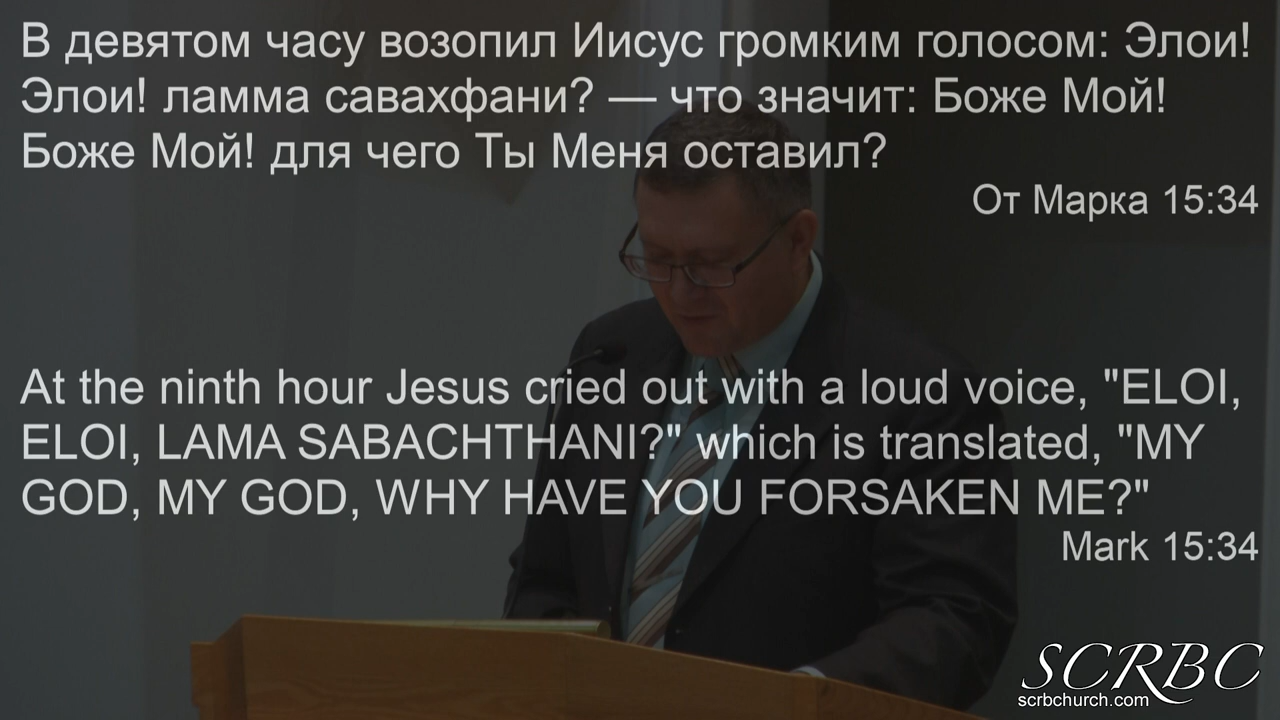 В девятом часу возопил Иисус громким голосом: Элои!
Элои! ламма савахфани? — что значит: Боже Мой!
Боже Мой! для чего Ты Меня оставил?
От Марка 15:34
At the ninth hour Jesus cried out with a loud voice, "ELOI,
ELOI, LAMA SABACHTHANI?" which is translated, "MY
GOD, MY GOD, WHY HAVE YOU FORSAKEN ME?"
Mark 15:34
SCRBC
scrbchurch.com